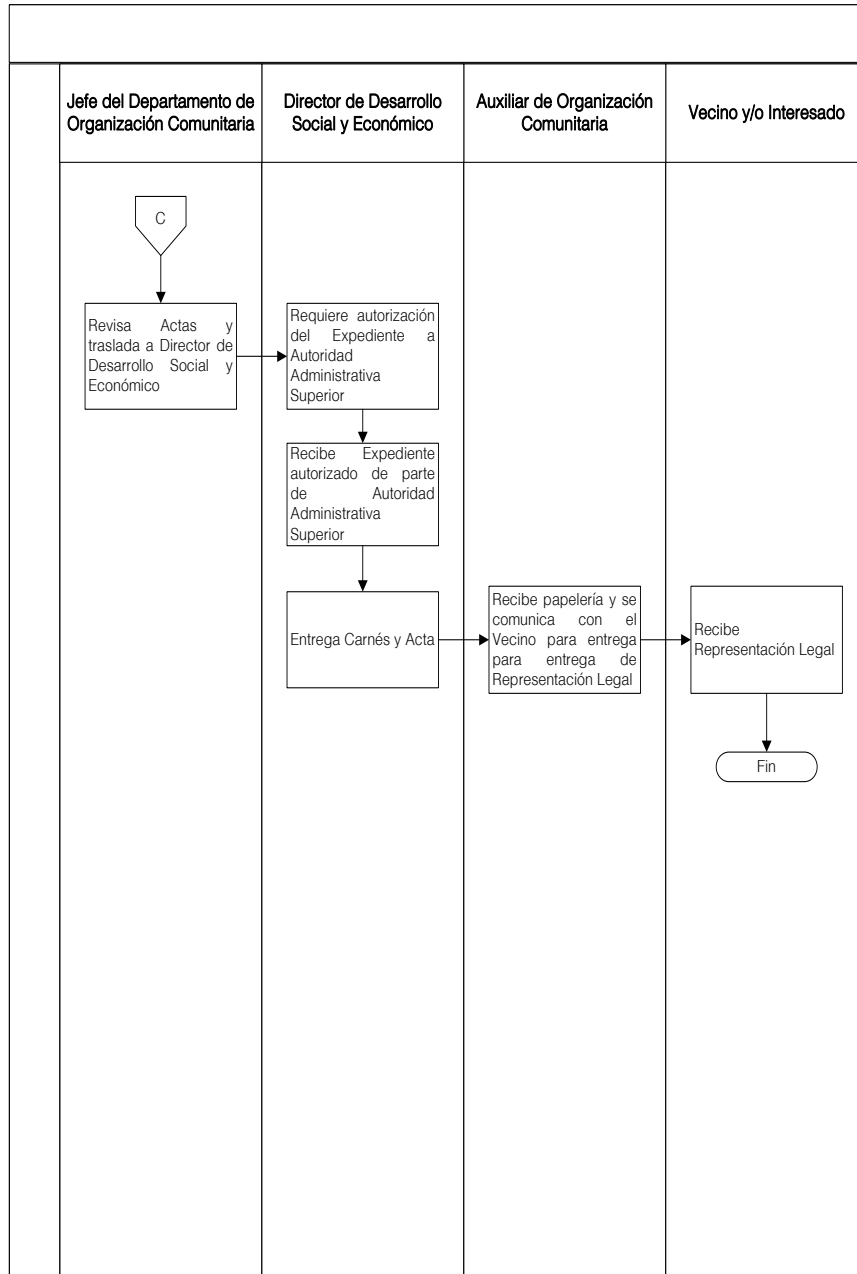 Jefe del Departamento de
Organización Comunitaria
Director de Desarrollo
Social y Económico
Auxiliar de Organización
Comunitaria
Vecino y/o Interesado
C
Revisa Actas y
traslada a Director de
Desarrollo Social y
Económico
Requiere autorización
del Expediente a
Autoridad
Administrativa
Superior
Recibe Expediente
autorizado de parte
de Autoridad
Administrativa
Superior
Entrega Carnés y Acta
Recibe papelería y se
comunica con el
Vecino para entrega
para entrega de
Representación Legal
Recibe
Representación Legal
Fin